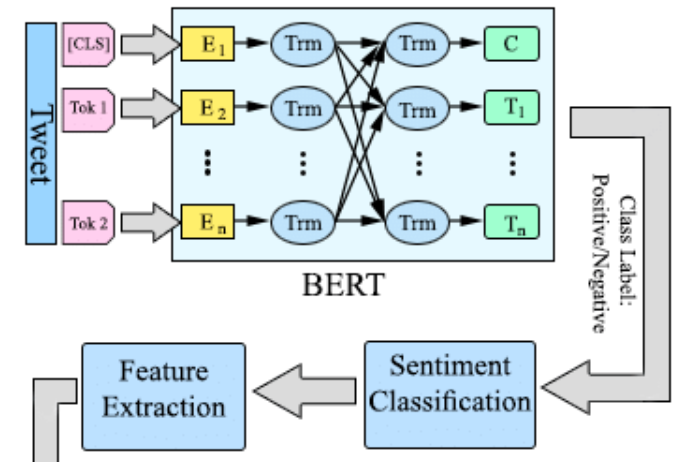 Tweet
[CLS]
E1
Trm
Trm
C
Tok 1
E2
Trm
Trm
T1
Tok 2
En
Trm
Trm
Tn
BERT
Class Label:
Positive/Negative
Feature
Extraction
Sentiment
Classification